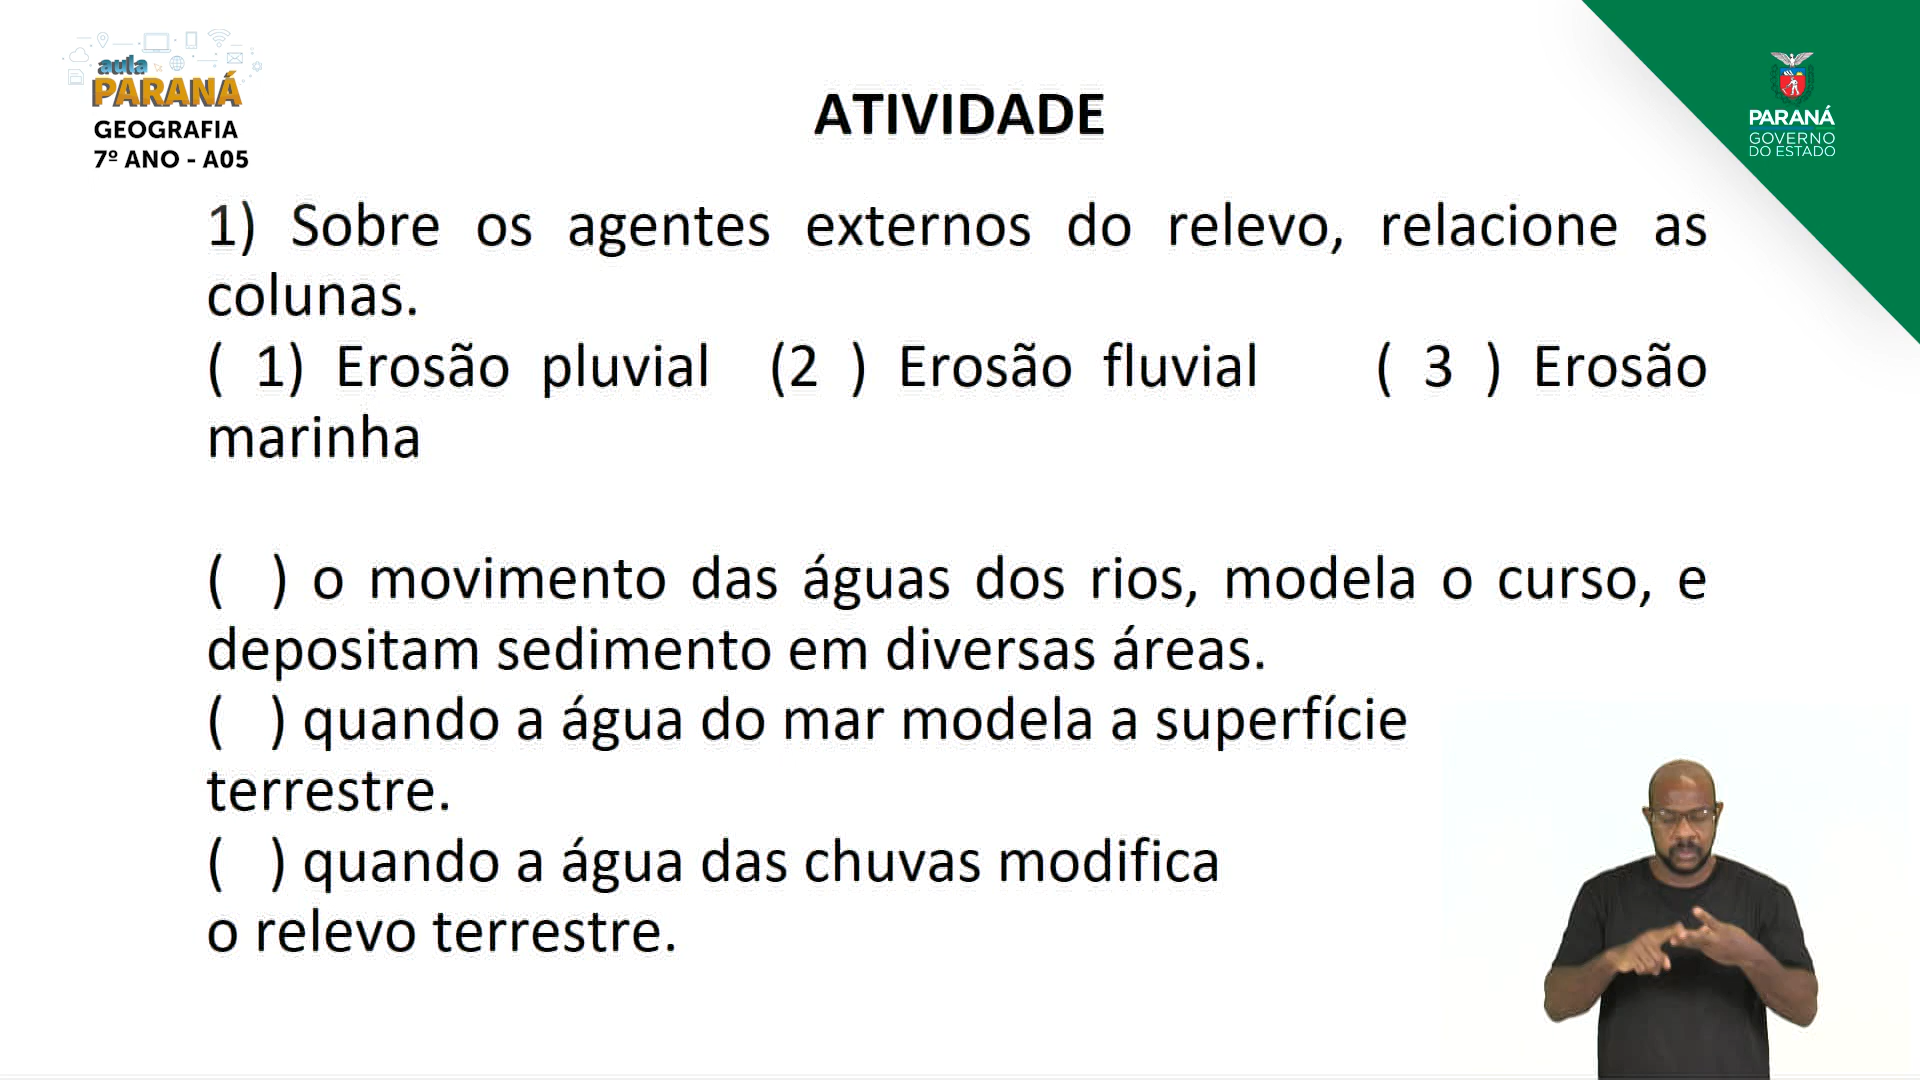 aula
PARANÁ
GEOGRAFIA
7º ANO - A05
PARANÁ
GOVERNO
DO ESTADO
ATIVIDADE
1) Sobre os agentes externos do relevo, relacione as
colunas.
( 1) Erosão pluvial (2 ) Erosão fluvial ( 3 ) Erosão
marinha
( ) o movimento das águas dos rios, modela o curso, e
depositam sedimento em diversas áreas.
( ) quando a água do mar modela a superfície
terrestre.
( ) quando a água das chuvas modifica
o relevo terrestre.